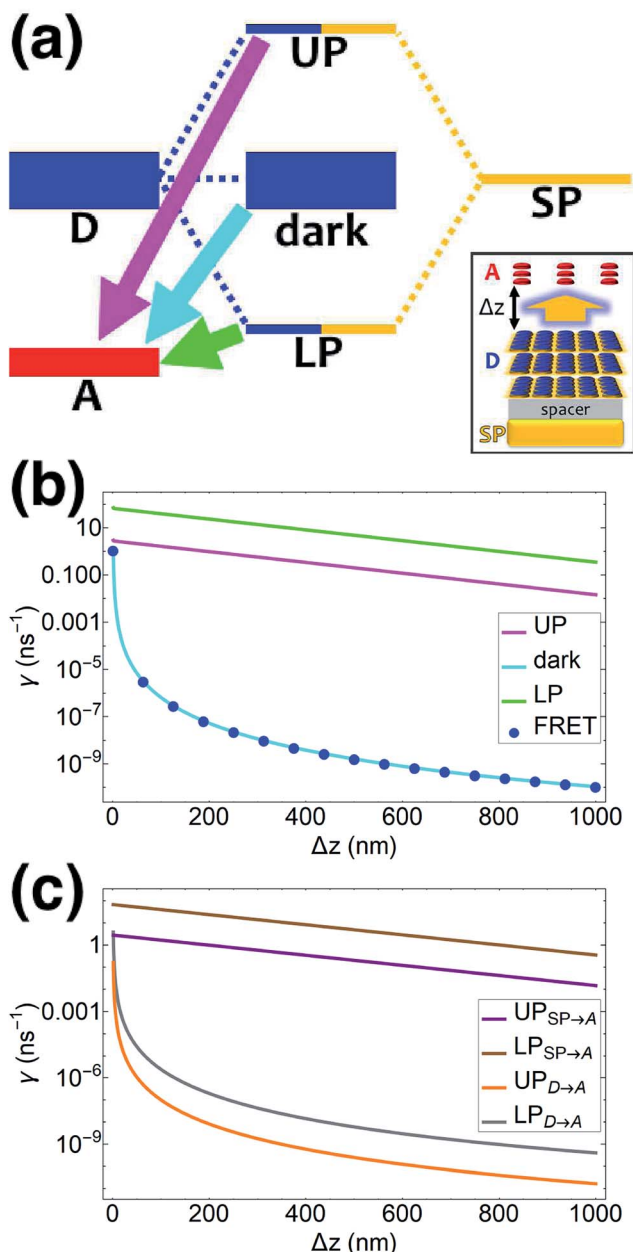 (a)
UP
D
dark
SP
LP
A
A
Δz
D
spacer
SP
(b)
10
0.100
0.001
10⁻⁵
10⁻⁷
10⁻⁹
γ (ns⁻¹)
UP
dark
LP
FRET
0 200 400 600 800 1000
Δz (nm)
(c)
1
0.001
10⁻⁶
10⁻⁹
γ (ns⁻¹)
UP_SP→A
LP_SP→A
UP_D→A
LP_D→A
0 200 400 600 800 1000
Δz (nm)